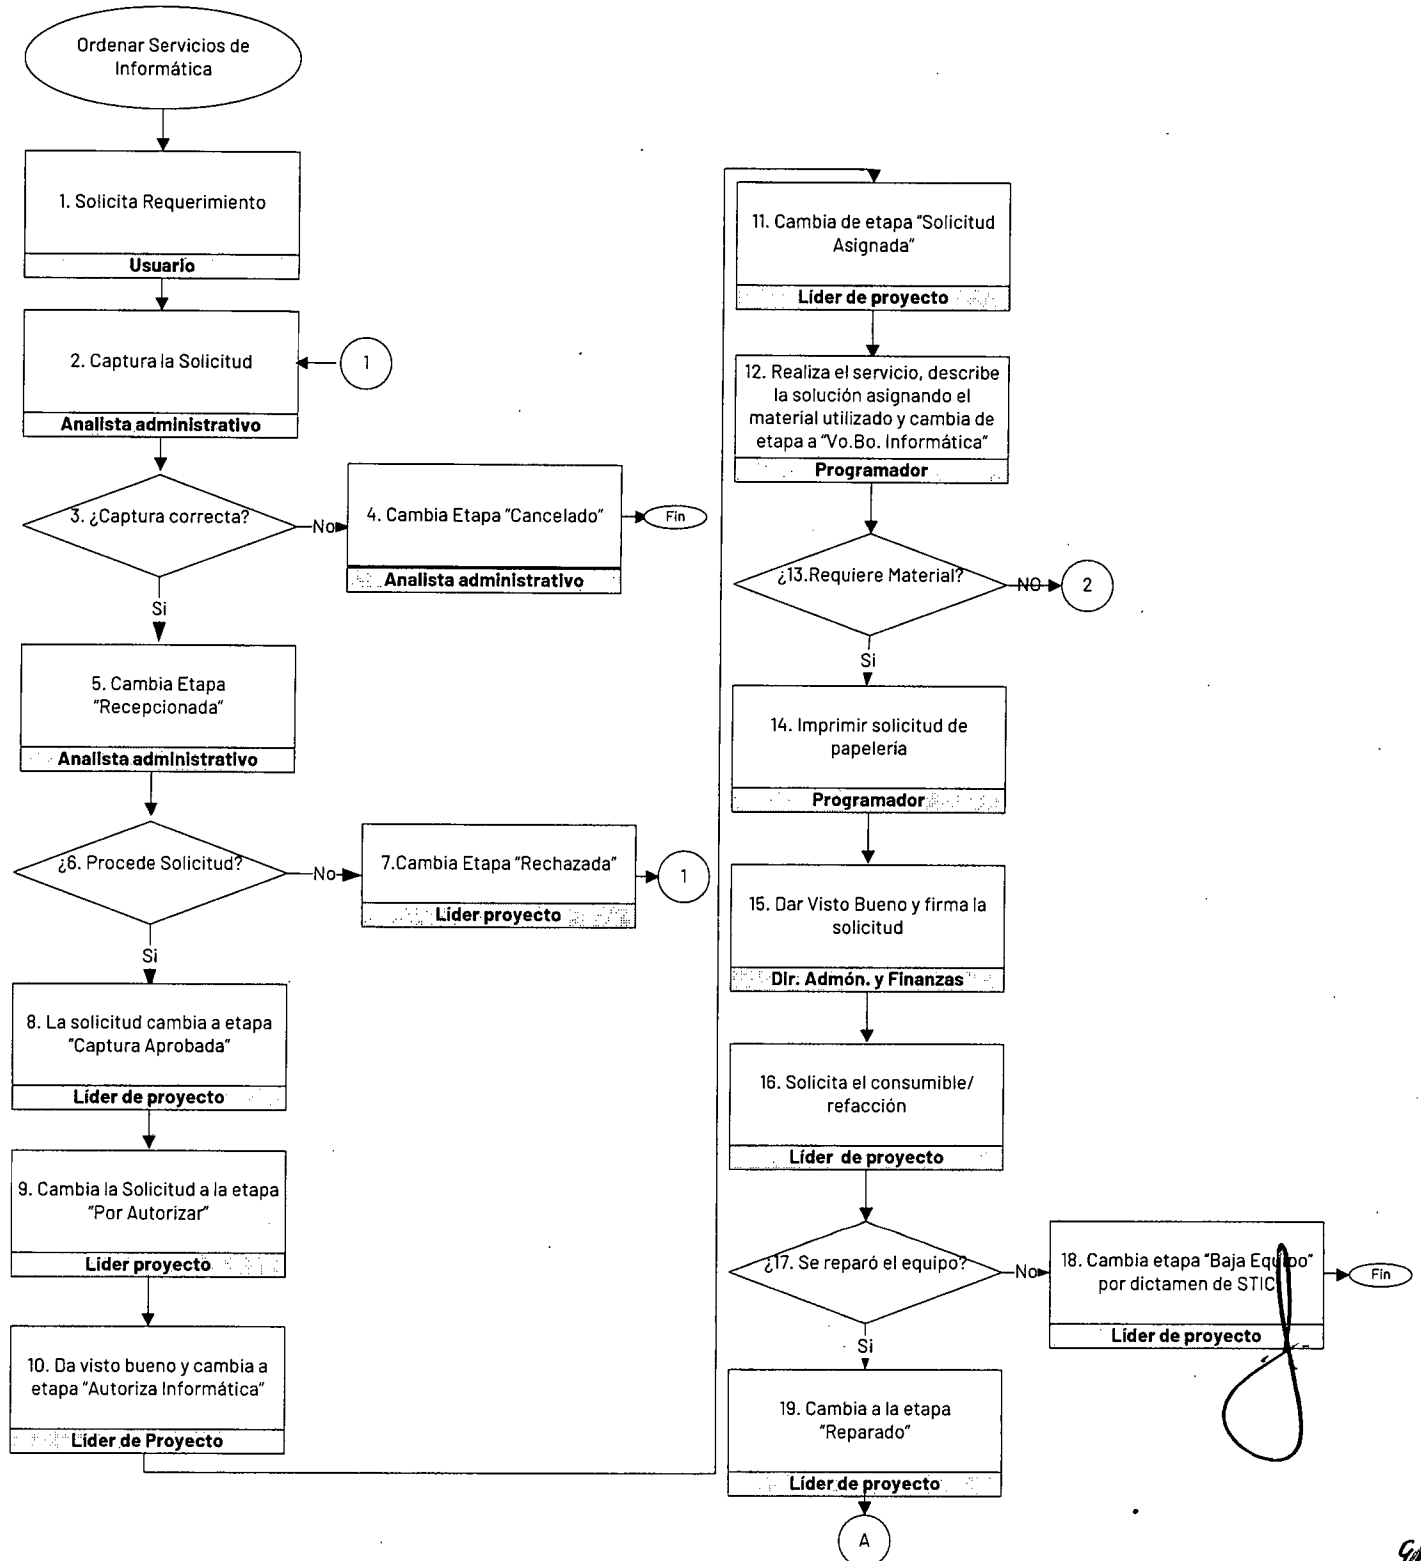 Ordenar Servicios de
Informática
1. Solicita Requerimiento
Usuario
2. Captura la Solicitud
1
Analista administrativo
3. ¿Captura correcta?
No
4. Cambia Etapa "Cancelado"
Analista administrativo
Fin
Si
5. Cambia Etapa
"Recepcionada"
Analista administrativo
¿6. Procede Solicitud?
No
7.Cambia Etapa "Rechazada"
Líder proyecto
1
Si
8. La solicitud cambia a etapa
"Captura Aprobada"
Líder de proyecto
9. Cambia la Solicitud a la etapa
"Por Autorizar"
Líder proyecto
10. Da visto bueno y cambia a
etapa "Autoriza Informática"
Líder de Proyecto
11. Cambia de etapa "Solicitud
Asignada"
Líder de proyecto
12. Realiza el servicio, describe
la solución asignando el
material utilizado y cambia de
etapa a "Vo.Bo. Informática"
Programador
¿13.Requiere Material?
NO
2
Si
14. Imprimir solicitud de
papelería
Programador
15. Dar Visto Bueno y firma la
solicitud
Dir. Admón. y Finanzas
16. Solicita el consumible/
refacción
Líder de proyecto
¿17. Se reparó el equipo?
No
18. Cambia etapa "Baja Equipo"
por dictamen de STIC
Líder de proyecto
Fin
Si
19. Cambia a la etapa
"Reparado"
Líder de proyecto
A